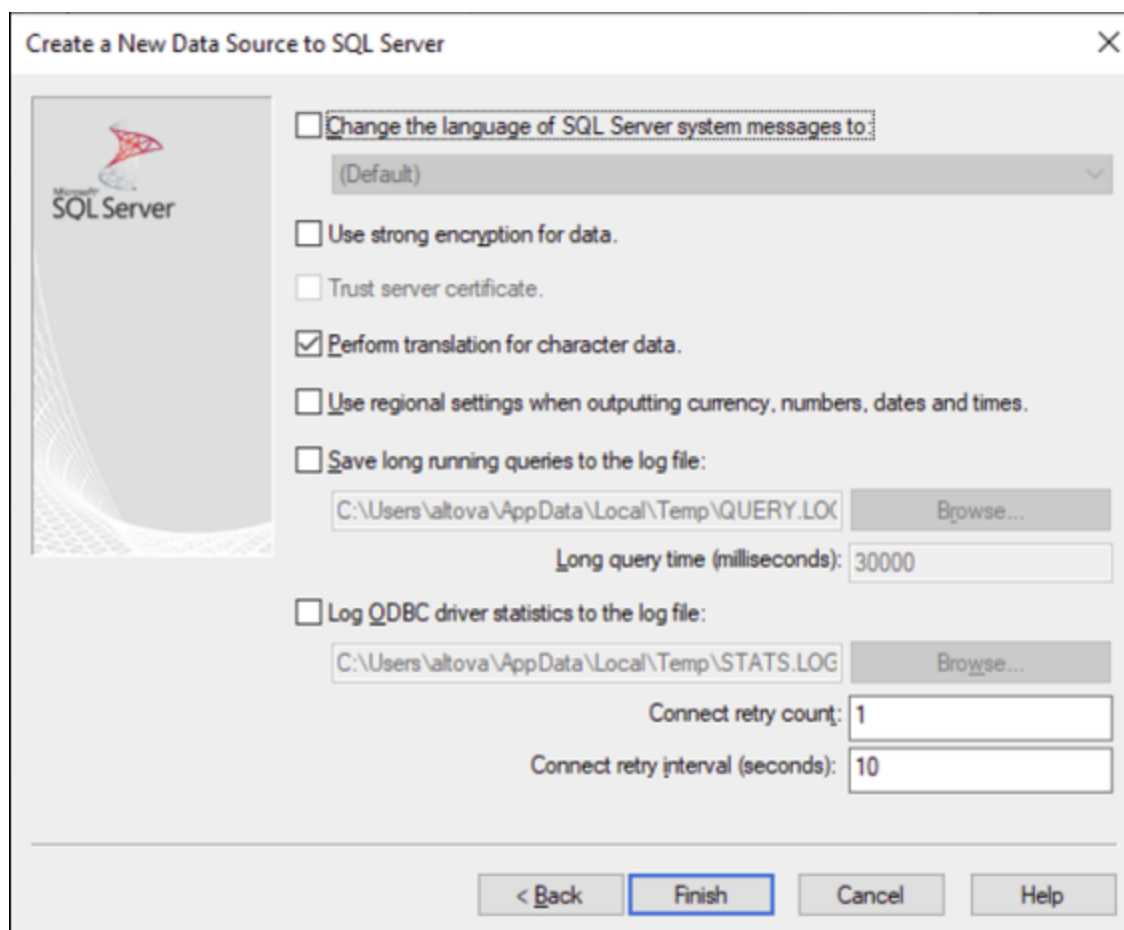 Create a New Data Source to SQL Server
Microsoft
SQL Server
Change the language of SQL Server system messages to:
(Default)
Use strong encryption for data.
Trust server certificate.
Perform translation for character data.
Use regional settings when outputting currency, numbers, dates and times.
Save long running queries to the log file:
C:\Users\altova\AppData\Local\Temp\QUERY.LOG Browse...
Long query time (milliseconds): 30000
Log ODBC driver statistics to the log file:
C:\Users\altova\AppData\Local\Temp\STATS.LOG Browse...
Connect retry count: 1
Connect retry interval (seconds): 10
< Back Finish Cancel Help